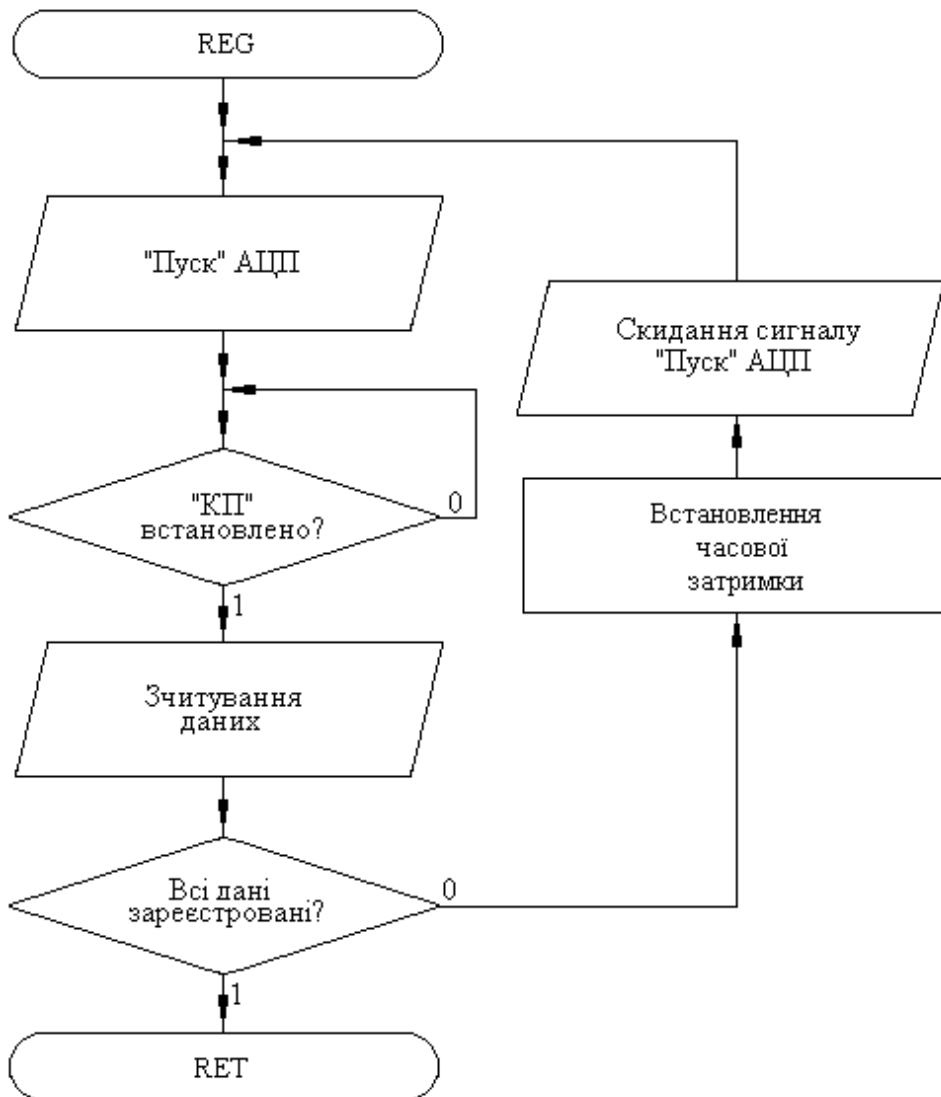 REG
"Пуск" АЦП
"КП"
встановлено?
0
1
Зчитування
даних
Всі дані
зареєстровані?
0
1
RET
Встановлення
часової
затримки
Скидання сигналу
"Пуск" АЦП